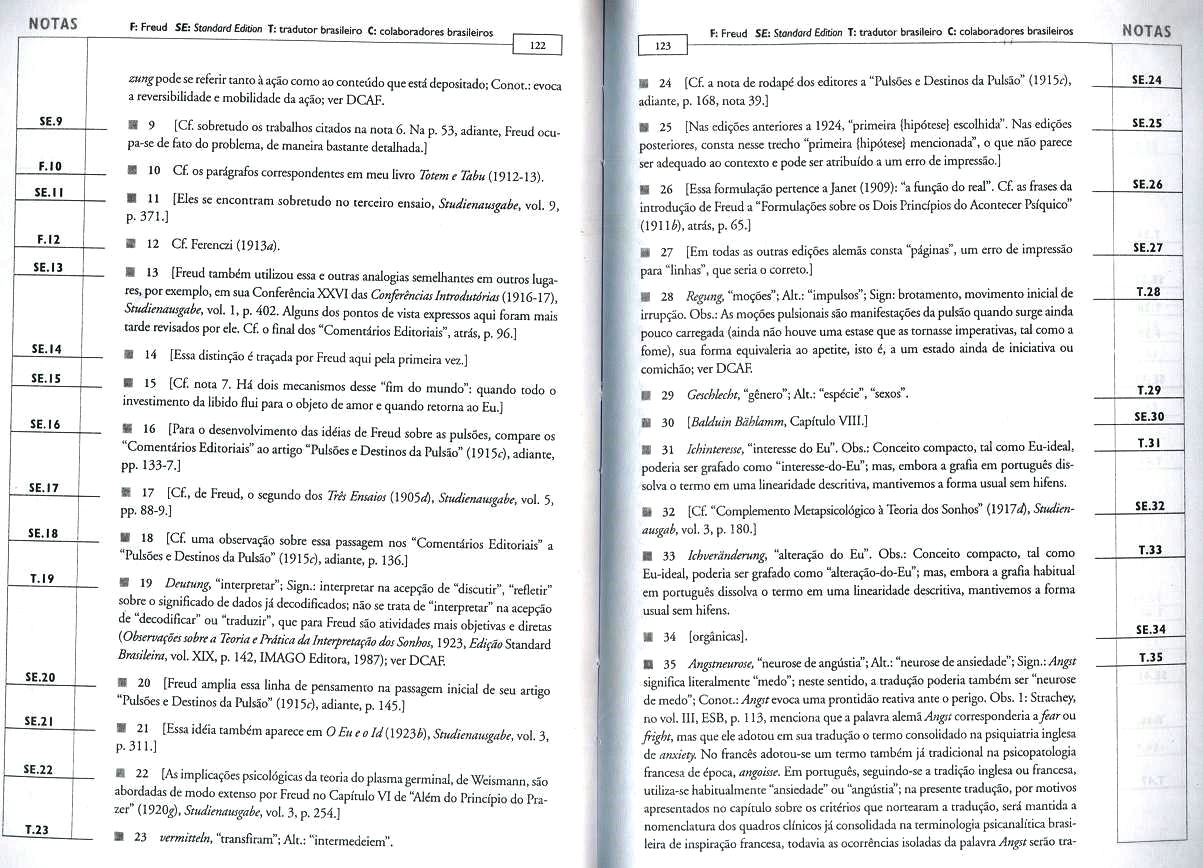 NOTAS
F: Freud SE: Standard Edition T: tradutor brasileiro C: colaboradores brasileiros
122
zung pode se referir tanto à ação como ao conteúdo que está depositado; Conot.: evoca
a reversibilidade e mobilidade da ação; ver DCAF.
SE.9
9 [Cf. sobretudo os trabalhos citados na nota 6. Na p. 53, adiante, Freud ocu-
pa-se de fato do problema, de maneira bastante detalhada.]
F.10
10 Cf. os parágrafos correspondentes em meu livro Totem e Tabu (1912-13).
SE.11
11 [Eles se encontram sobretudo no terceiro ensaio, Studienausgabe, vol. 9,
p. 371.]
F.12
12 Cf. Ferenczi (1913a).
SE.13
13 [Freud também utilizou essa e outras analogias semelhantes em outros luga-
res, por exemplo, em sua Conferência XXVI das Conferências Introdutórias (1916-17),
Studienausgabe, vol. 1, p. 402. Alguns dos pontos de vista expressos aqui foram mais
tarde revisados por ele. Cf. o final dos “Comentários Editoriais”, atrás, p. 96.]
SE.14
14 [Essa distinção é traçada por Freud aqui pela primeira vez.]
SE.15
15 [Cf. nota 7. Há dois mecanismos desse “fim do mundo”: quando todo o
investimento da libido flui para o objeto de amor e quando retorna ao Eu.]
SE.16
16 [Para o desenvolvimento das idéias de Freud sobre as pulsões, compare os
“Comentários Editoriais” ao artigo “Pulsões e Destinos da Pulsão” (1915c), adiante,
pp. 133-7.]
SE.17
17 [Cf., de Freud, o segundo dos Três Ensaios (1905d), Studienausgabe, vol. 5,
pp. 88-9.]
SE.18
18 [Cf. uma observação sobre essa passagem nos “Comentários Editoriais” a
“Pulsões e Destinos da Pulsão” (1915c), adiante, p. 136.]
T.19
19 Deutung, “interpretar”; Sign.: interpretar na acepção de “discutir”, “refletir”
sobre o significado de dados já decodificados; não se trata de “interpretar” na acepção
de “decodificar” ou “traduzir”, que para Freud são atividades mais objetivas e diretas
(Observações sobre a Teoria e Prática da Interpretação dos Sonhos, 1923, Edição Standard
Brasileira, vol. XIX, p. 142, IMAGO Editora, 1987); ver DCAF.
SE.20
20 [Freud amplia essa linha de pensamento na passagem inicial de seu artigo
“Pulsões e Destinos da Pulsão” (1915c), adiante, p. 145.]
SE.21
21 [Essa idéia também aparece em O Eu e o Id (1923b), Studienausgabe, vol. 3,
p. 311.]
SE.22
22 [As implicações psicológicas da teoria do plasma germinal, de Weismann, são
abordadas de modo extenso por Freud no Capítulo VI de “Além do Princípio do Pra-
zer” (1920g), Studienausgabe, vol. 3, p. 254.]
T.23
23 vermitteln, “transfiram”; Alt.: “intermedeiem”.
123
F: Freud SE: Standard Edition T: tradutor brasileiro C: colaboradores brasileiros
NOTAS
24 [Cf. a nota de rodapé dos editores a “Pulsões e Destinos da Pulsão” (1915c),
adiante, p. 168, nota 39.]
SE.24
25 [Nas edições anteriores a 1924, “primeira {hipótese} escolhida”. Nas edições
posteriores, consta nesse trecho “primeira {hipótese} mencionada”, o que não parece
ser adequado ao contexto e pode ser atribuído a um erro de impressão.]
SE.25
26 [Essa formulação pertence a Janet (1909): “a função do real”. Cf. as frases da
introdução de Freud a “Formulações sobre os Dois Princípios do Acontecer Psíquico”
(1911b), atrás, p. 65.]
SE.26
27 [Em todas as outras edições alemãs consta “páginas”, um erro de impressão
para “linhas”, que seria o correto.]
SE.27
28 Regung, “moções”; Alt.: “impulsos”; Sign: brotamento, movimento inicial de
irrupção. Obs.: As moções pulsionais são manifestações da pulsão quando surge ainda
pouco carregada (ainda não houve uma estase que as tornasse imperativas, tal como a
fome), sua forma equivaleria ao apetite, isto é, a um estado ainda de iniciativa ou
comichão; ver DCAF.
T.28
29 Geschlecht, “gênero”; Alt.: “espécie”, “sexos”.
T.29
30 [Balduin Bählamm, Capítulo VIII.]
SE.30
31 Ichinteresse, “interesse do Eu”. Obs.: Conceito compacto, tal como Eu-ideal,
poderia ser grafado como “interesse-do-Eu”; mas, embora a grafia em português dis-
solva o termo em uma linearidade descritiva, mantivemos a forma usual sem hifens.
T.31
32 [Cf. “Complemento Metapsicológico à Teoria dos Sonhos” (1917d), Studien-
ausgab, vol. 3, p. 180.]
SE.32
33 Ichveränderung, “alteração do Eu”. Obs.: Conceito compacto, tal como
Eu-ideal, poderia ser grafado como “alteração-do-Eu”; mas, embora a grafia habitual
em português dissolva o termo em uma linearidade descritiva, mantivemos a forma
usual sem hifens.
T.33
34 [orgânicas].
SE.34
35 Angstneurose, “neurose de angústia”; Alt.: “neurose de ansiedade”; Sign.: Angst
significa literalmente “medo”; neste sentido, a tradução poderia também ser “neurose
de medo”; Conot.: Angst evoca uma prontidão reativa ante o perigo. Obs. 1: Strachey,
no vol. III, ESB, p. 113, menciona que a palavra alemã Angst corresponderia a fear ou
fright, mas que ele adotou em sua tradução o termo consolidado na psiquiatria inglesa
de anxiety. No francês adotou-se um termo também já tradicional na psicopatologia
francesa de época, angoisse. Em português, seguindo-se a tradição inglesa ou francesa,
utiliza-se habitualmente “ansiedade” ou “angústia”; na presente tradução, por motivos
apresentados no capítulo sobre os critérios que nortearam a tradução, será mantida a
nomenclatura dos quadros clínicos já consolidada na terminologia psicanalítica brasi-
leira de inspiração francesa, todavia as ocorrências isoladas da palavra Angst serão tra-
T.35